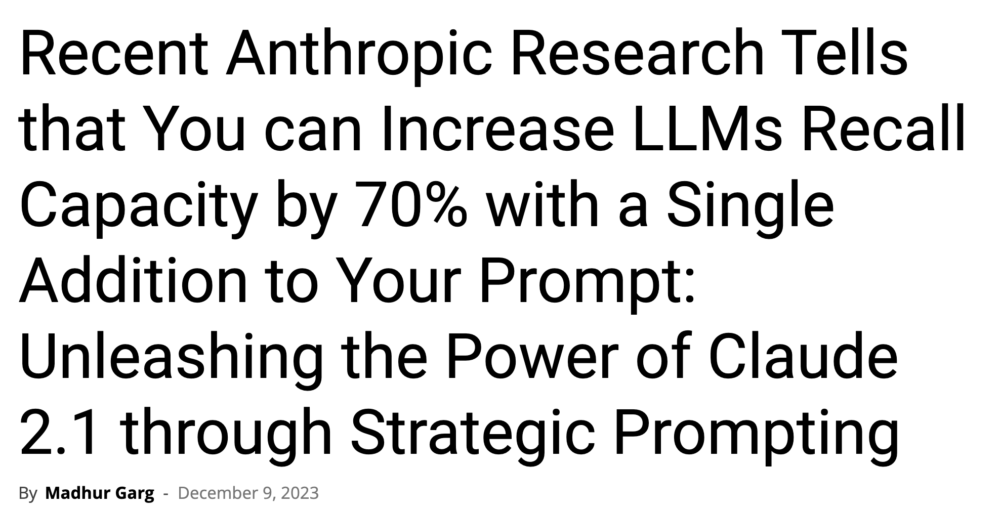 Recent Anthropic Research Tells
that You can Increase LLMs Recall
Capacity by 70% with a Single
Addition to Your Prompt:
Unleashing the Power of Claude
2.1 through Strategic Prompting
By Madhur Garg - December 9, 2023